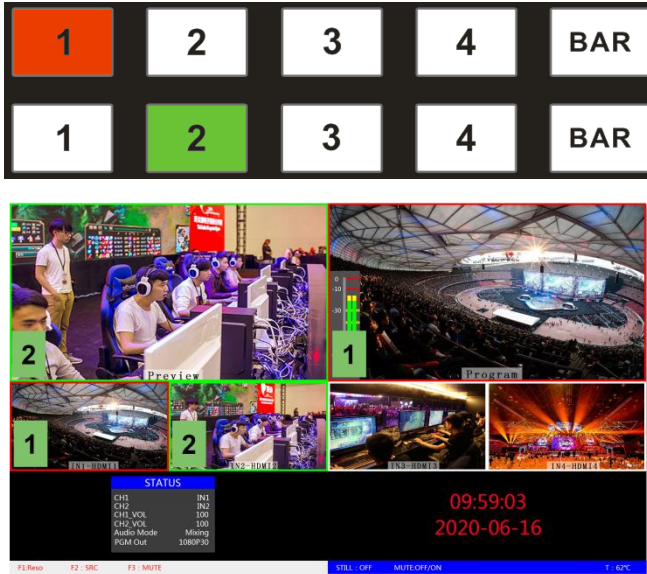 1 2 3 4 BAR
1 2 3 4 BAR
0
-10
-30
2
Preview
1
Program
1
IN1-HDMI1
2
IN2-HDMI2
IN3-HDMI3
IN4-HDMI4
STATUS
CH1 IN1
CH2 IN2
CH1_VOL 100
CH2_VOL 100
Audio Mode Mixing
PGM Out 1080P30
09:59:03
2020-06-16
F1:Reso F2 : SRC F3 : MUTE STILL : OFF MUTE:OFF/ON T : 62℃